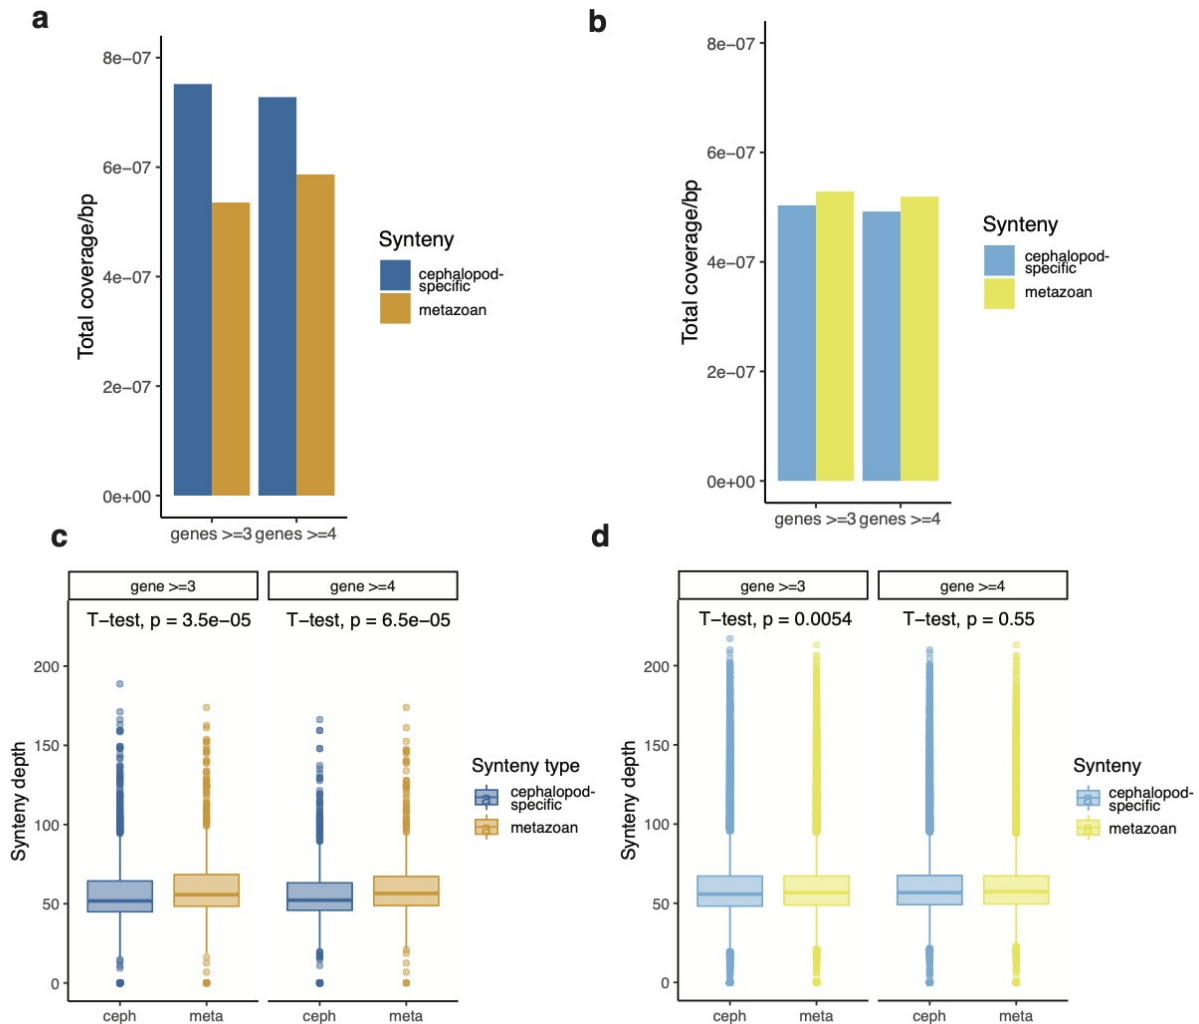 a
8e−07
6e−07
4e−07
2e−07
0e+00
Total coverage/bp
genes >=3 genes >=4
Synteny
cephalopod-
specific
metazoan
b
8e−07
6e−07
4e−07
2e−07
0e+00
Total coverage/bp
genes >=3 genes >=4
Synteny
cephalopod-
specific
metazoan
c
gene >=3
gene >=4
T−test, p = 3.5e−05
T−test, p = 6.5e−05
200
150
100
50
0
Synteny depth
ceph
meta
ceph
meta
Synteny type
a
cephalopod-
specific
a
metazoan
d
gene >=3
gene >=4
T−test, p = 0.0054
T−test, p = 0.55
200
150
100
50
0
Synteny depth
ceph
meta
ceph
meta
Synteny
a
cephalopod-
specific
a
metazoan